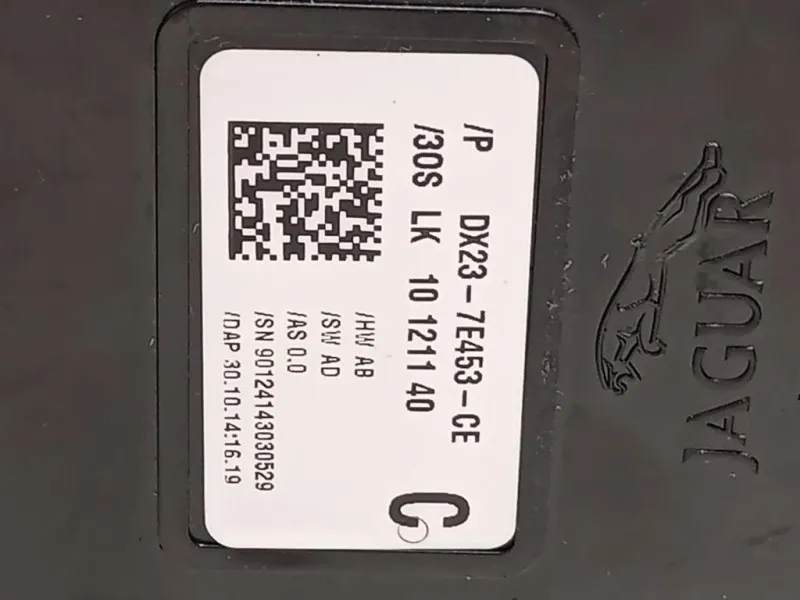 /P DX23-7E453-CE
/30S LK 10 1211 40
C
/HW AB
/SW AD
/AS 0.0
/SN 90124143030529
/DAP 30.10.14:16.19
JAGUAR